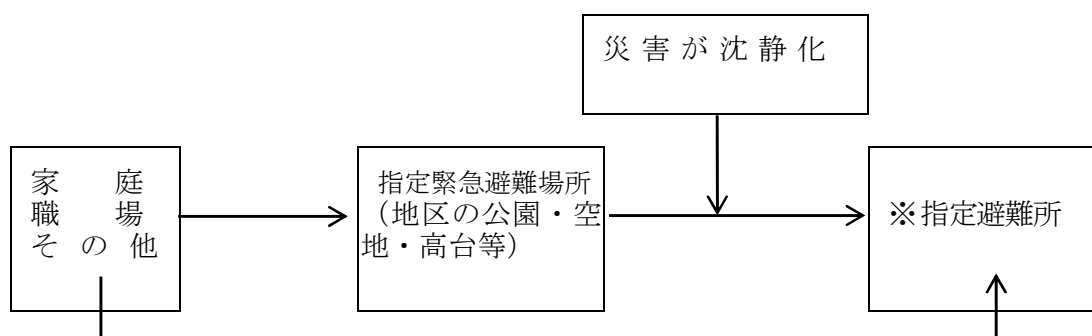 災害が沈静化
家庭
職場
その他
指定緊急避難場所
（地区の公園・空
地・高台等）
※指定避難所